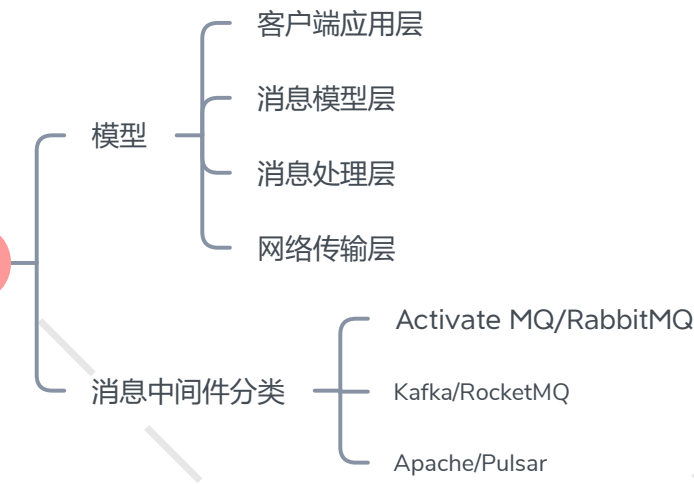 模型
客户端应用层
消息模型层
消息处理层
网络传输层
消息中间件分类
Activate MQ/RabbitMQ
Kafka/RocketMQ
Apache/Pulsar